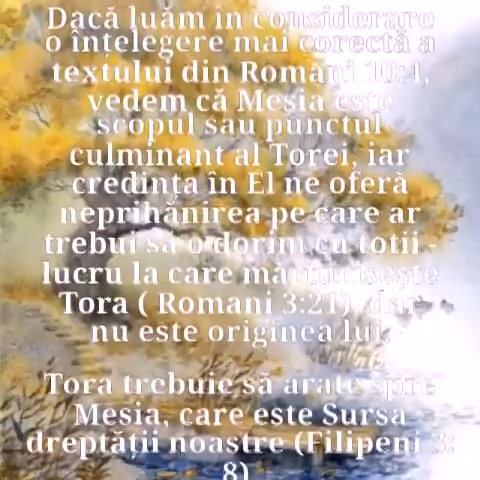 Dacă luăm în considerare
o înțelegere mai corectă a
textului din Romani 10:4,
vedem că Mesia este
scopul sau punctul
culminant al Torei, iar
credința în El ne oferă
neprihănirea pe care ar
trebui să o dorim cu toții -
lucru la care mărturisește
Tora ( Romani 3:21), dar
nu este originea lui.
Tora trebuie să arate spre
Mesia, care este Sursa
dreptății noastre (Filipeni 3:
8)